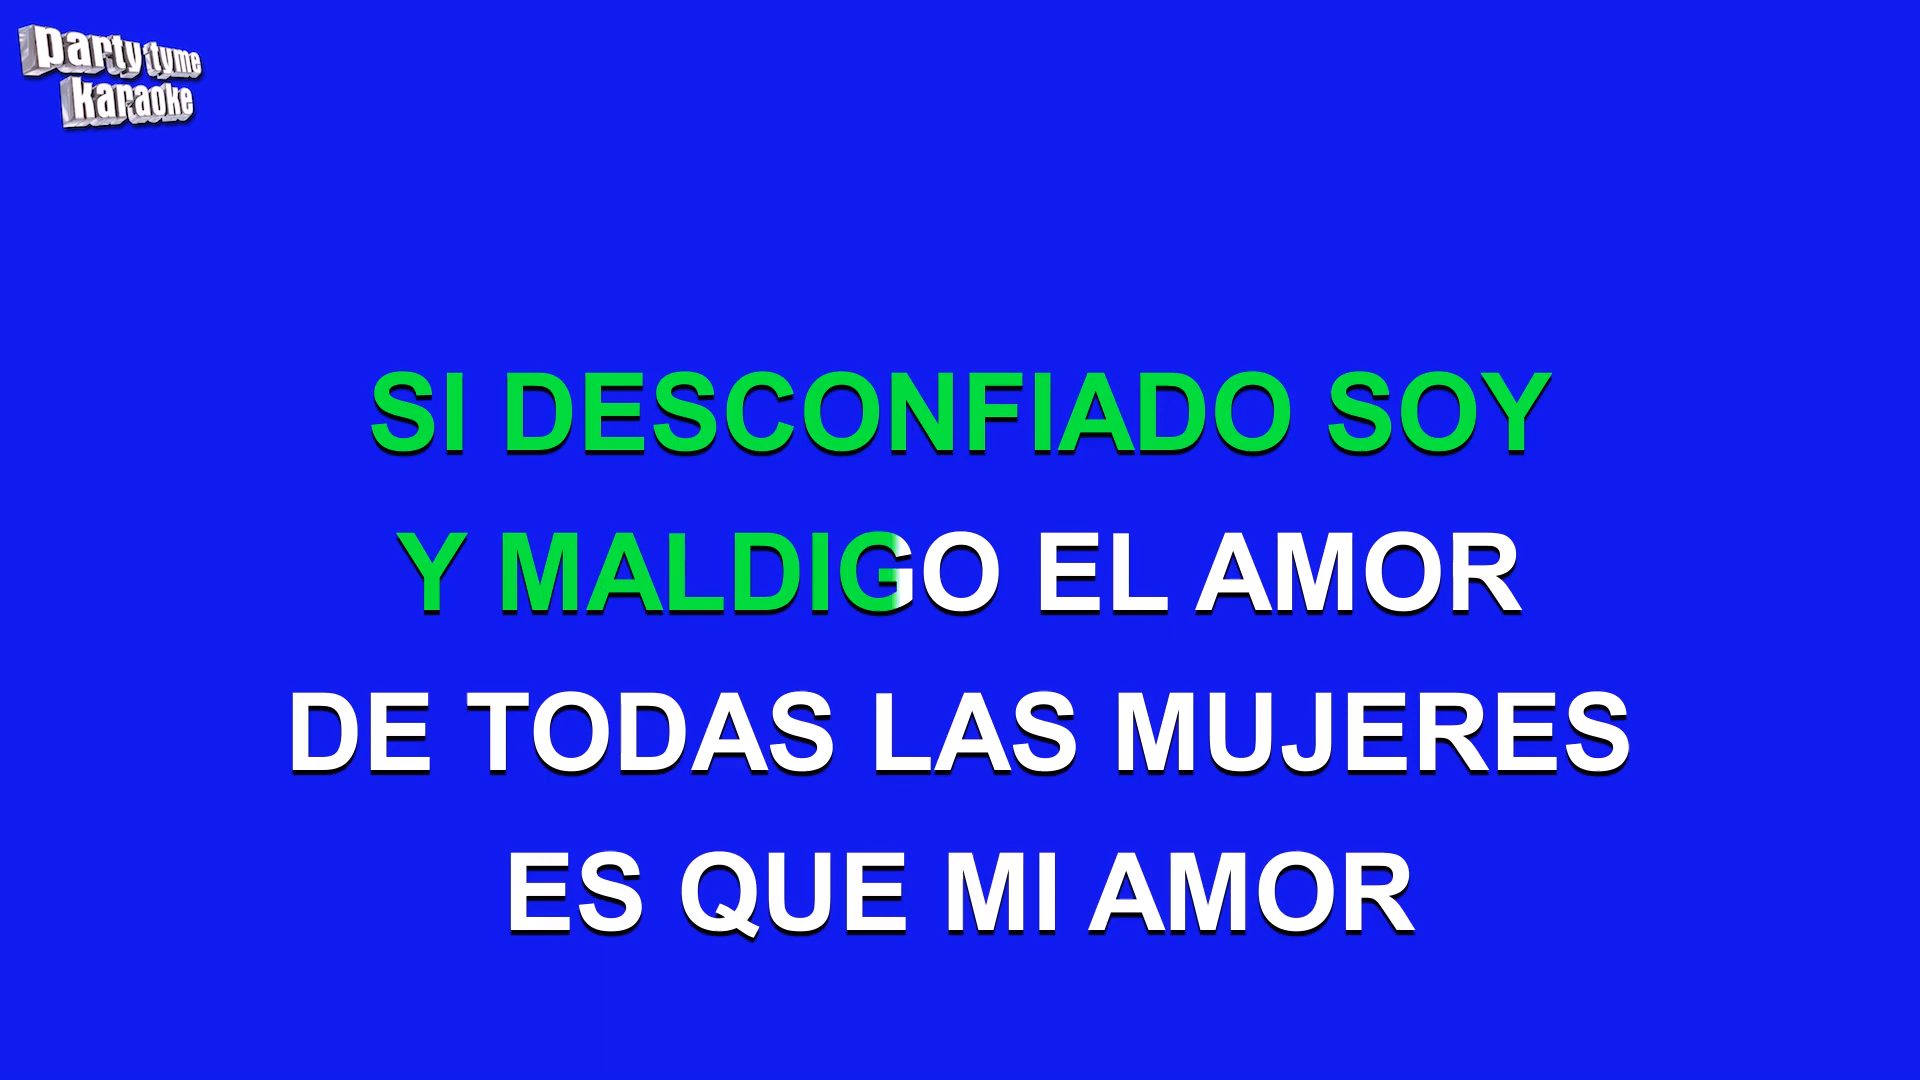 party tyme
karaoke
SI DESCONFIADO SOY
Y MALDIGO EL AMOR
DE TODAS LAS MUJERES
ES QUE MI AMOR